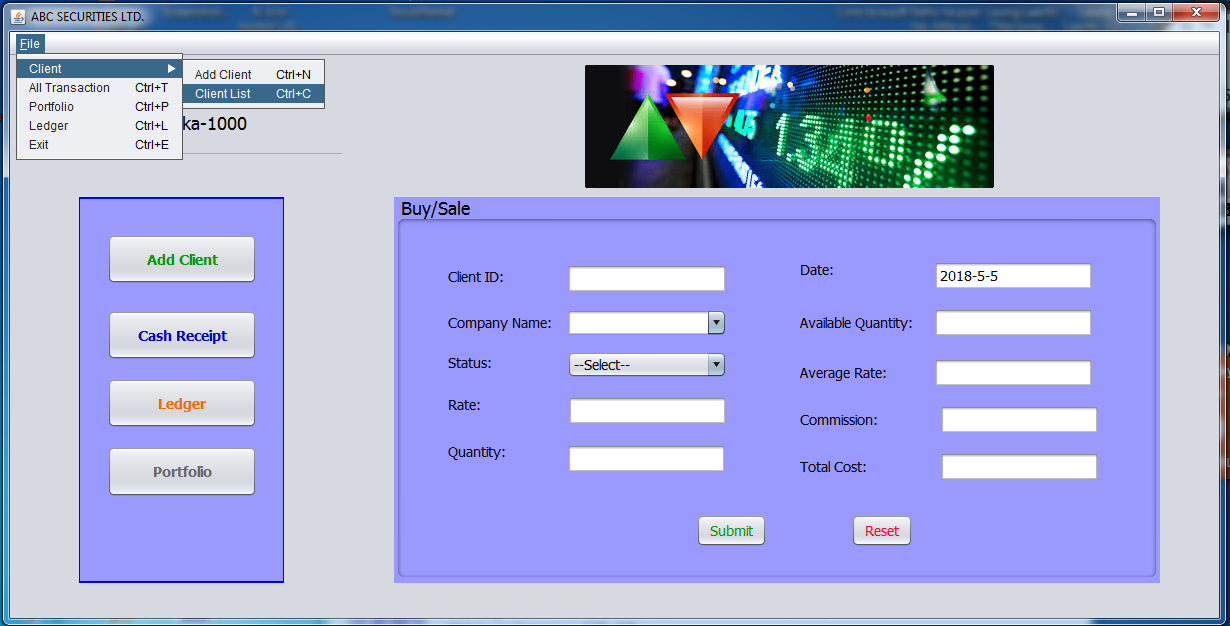 ABC SECURITIES LTD.
File
Client
All Transaction Ctrl+T
Portfolio Ctrl+P
Ledger Ctrl+L
Exit Ctrl+E
Add Client Ctrl+N
Client List Ctrl+C
ka-1000
Add Client
Cash Receipt
Ledger
Portfolio
Buy/Sale
Client ID:
Company Name:
Status: --Select--
Rate:
Quantity:
Date: 2018-5-5
Available Quantity:
Average Rate:
Commission:
Total Cost:
Submit Reset